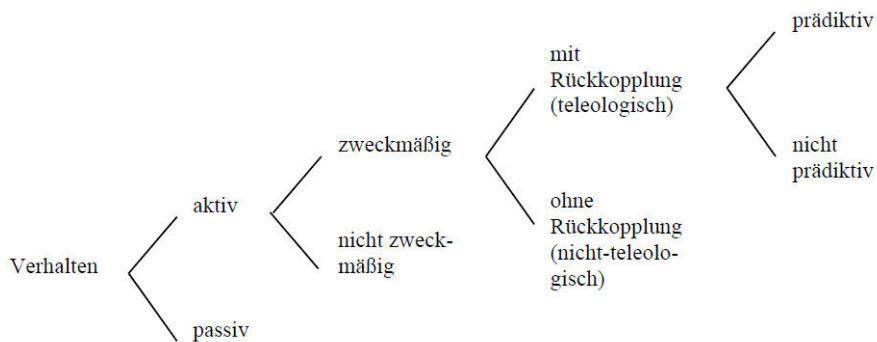 Verhalten
aktiv
passiv
zweckmäßig
nicht zweck-
mäßig
mit
Rückkopplung
(teleologisch)
ohne
Rückkopplung
(nicht-teleolo-
gisch)
prädiktiv
nicht
prädiktiv